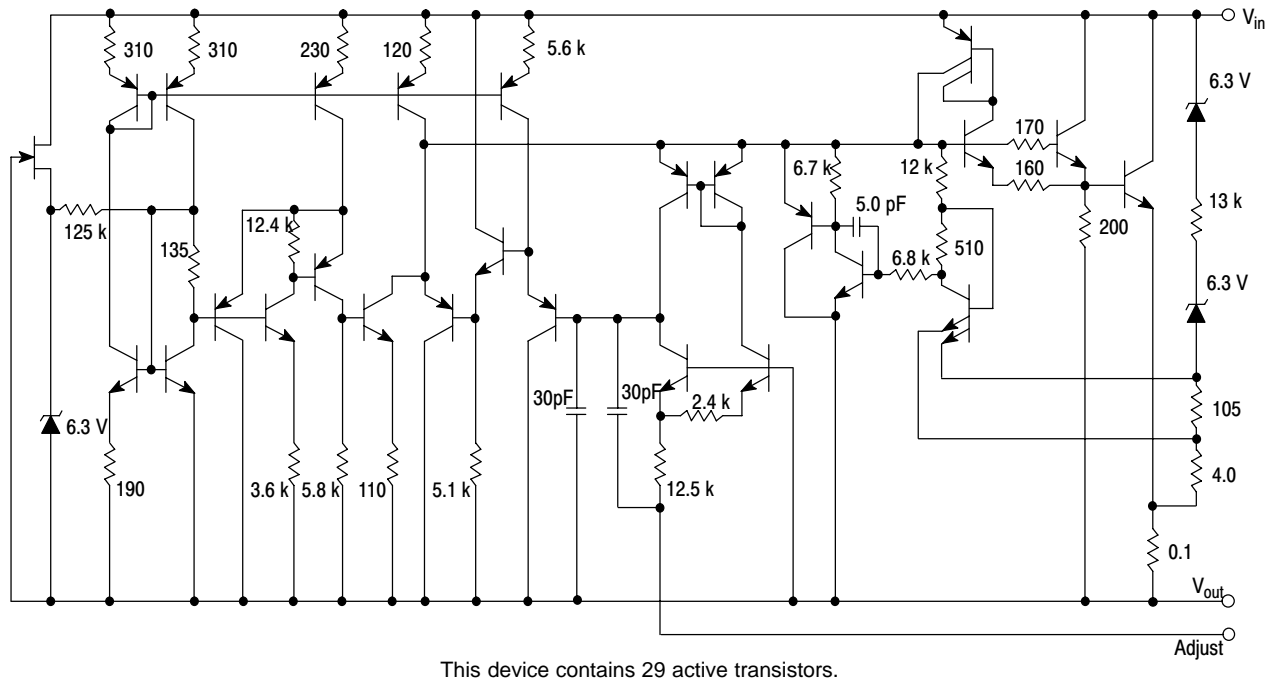 310
310
230
120
5.6 k
Vin
6.3 V
170
12 k
160
6.7 k
5.0 pF
13 k
200
125 k
12.4 k
135
510
6.8 k
6.3 V
30pF
30pF
2.4 k
105
6.3 V
190
3.6 k
5.8 k
110
5.1 k
12.5 k
4.0
0.1
Vout
Adjust
This device contains 29 active transistors.